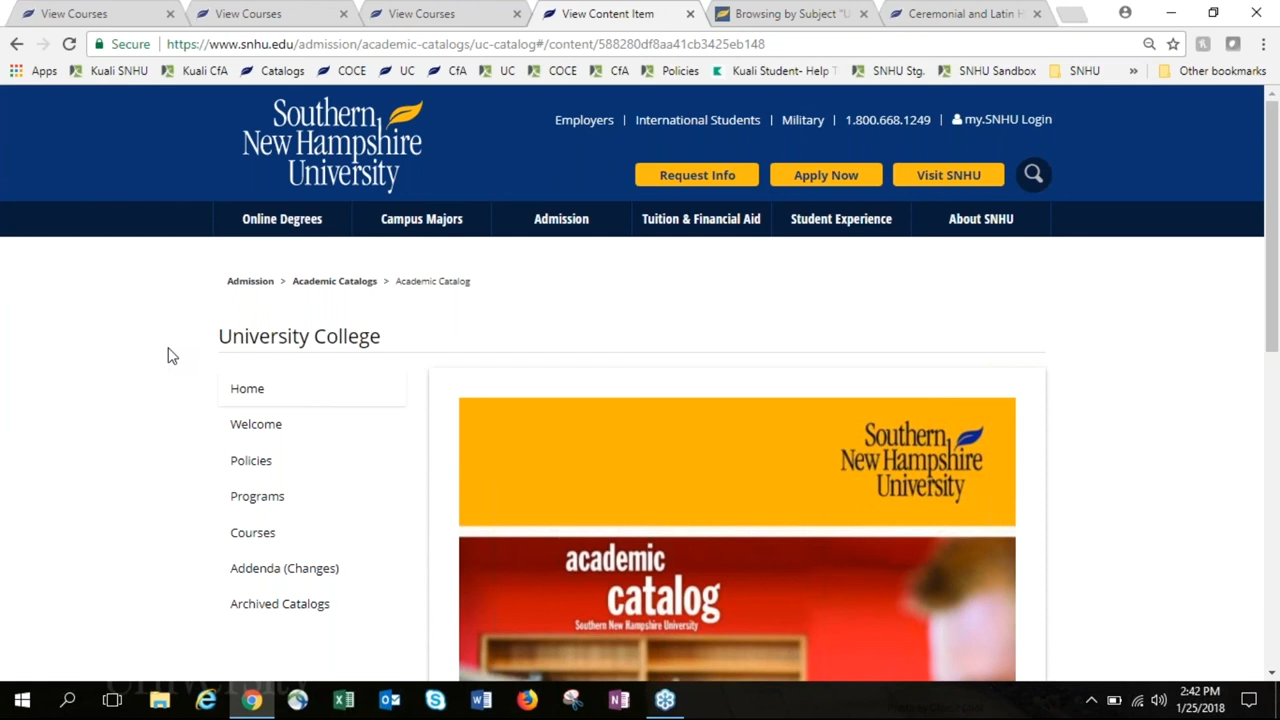 View Courses
View Courses
View Courses
View Content Item
Browsing by Subject "U
Ceremonial and Latin H
Secure
https://www.snhu.edu/admission/academic-catalogs/uc-catalog#/content/588280df8aa41cb3425eb148
Apps Kuali SNHU Kuali CfA Catalogs COCE UC CfA UC COCE CfA Policies Kuali Student- Help T SNHU Stg. SNHU Sandbox SNHU » Other bookmarks
Southern
New Hampshire
University
Employers | International Students | Military | 1.800.668.1249 | my.SNHU Login
Request Info Apply Now Visit SNHU
Online Degrees Campus Majors Admission Tuition & Financial Aid Student Experience About SNHU
Admission > Academic Catalogs > Academic Catalog
University College
Home
Welcome
Policies
Programs
Courses
Addenda (Changes)
Archived Catalogs
Southern
New Hampshire
University
academic
catalog
Southern New Hampshire University
University
2:42 PM
1/25/2018